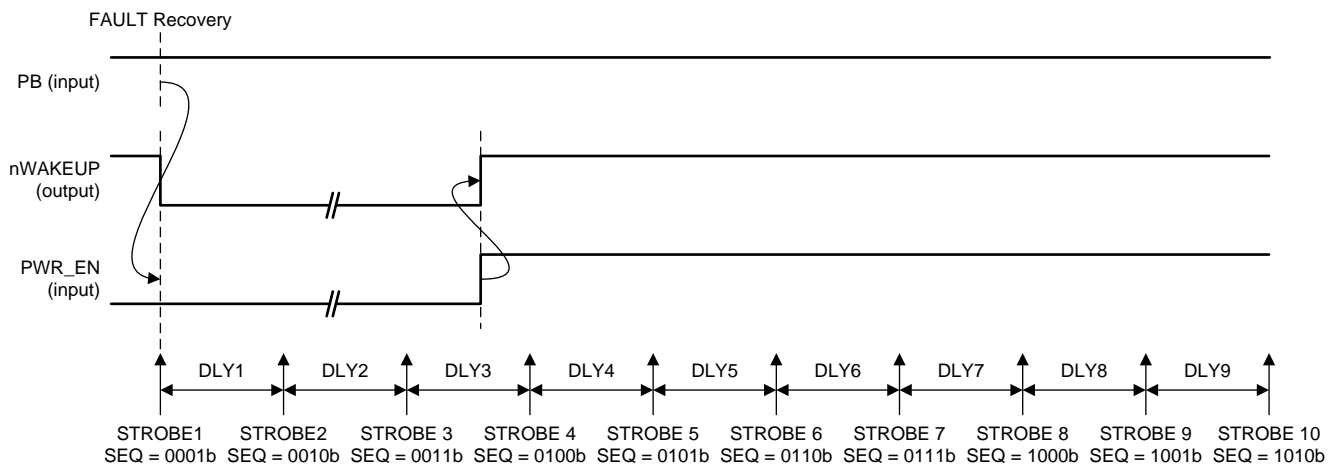 FAULT Recovery
PB (input)
nWAKEUP
(output)
PWR_EN
(input)
DLY1 DLY2 DLY3 DLY4 DLY5 DLY6 DLY7 DLY8 DLY9
STROBE1 STROBE2 STROBE 3 STROBE 4 STROBE 5 STROBE 6 STROBE 7 STROBE 8 STROBE 9 STROBE 10
SEQ = 0001b SEQ = 0010b SEQ = 0011b SEQ = 0100b SEQ = 0101b SEQ = 0110b SEQ = 0111b SEQ = 1000b SEQ = 1001b SEQ = 1010b